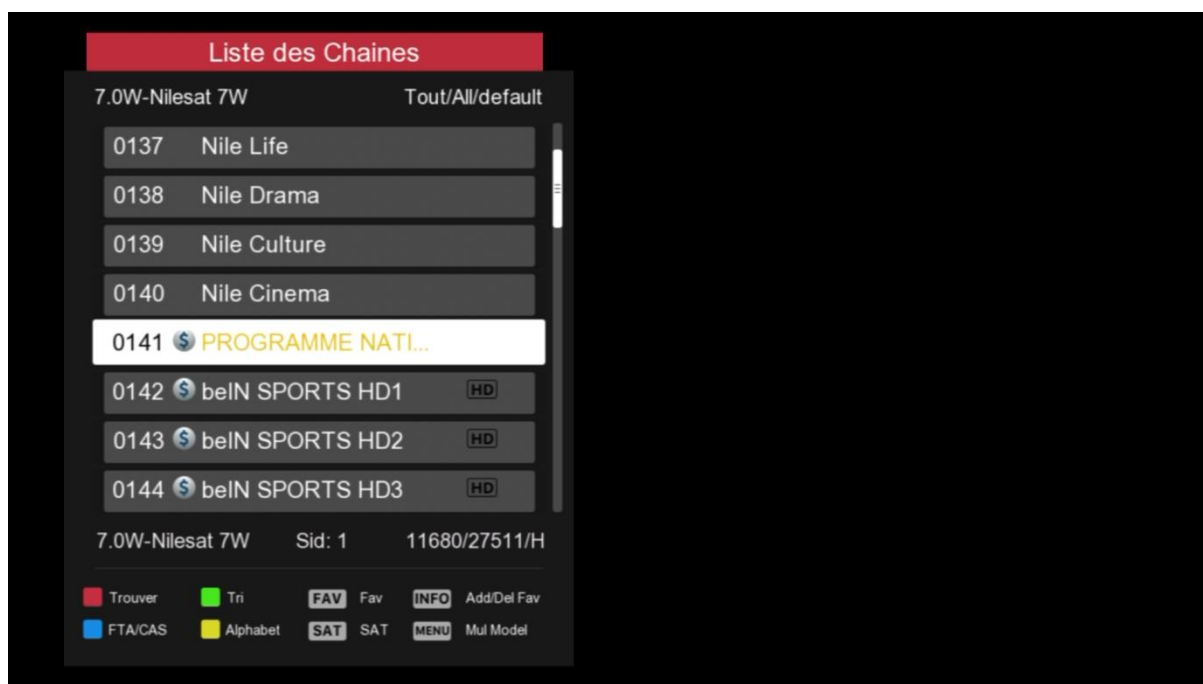 Liste des Chaines
7.0W-Nilesat 7W Tout/All/default
0137 Nile Life
0138 Nile Drama
0139 Nile Culture
0140 Nile Cinema
0141 $ PROGRAMME NATI...
0142 $ beIN SPORTS HD1 HD
0143 $ beIN SPORTS HD2 HD
0144 $ beIN SPORTS HD3 HD
7.0W-Nilesat 7W Sid: 1 11680/27511/H
Trouver Tri FAV Fav INFO Add/Del Fav
FTA/CAS Alphabet SAT SAT MENU Mul Model